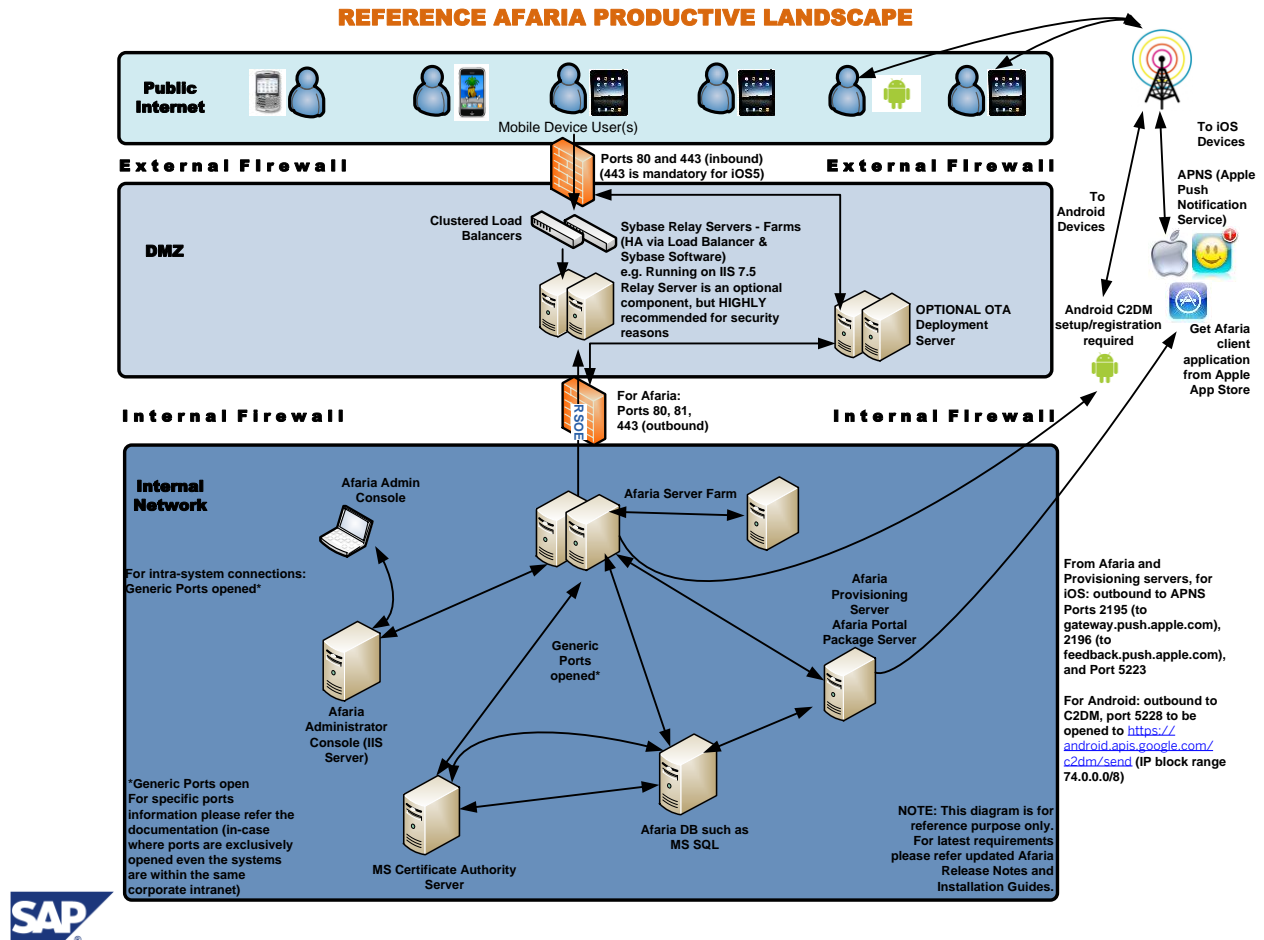 REFERENCE AFARIA PRODUCTIVE LANDSCAPE
Public
Internet
Mobile Device User(s)
External Firewall
Ports 80 and 443 (inbound)
(443 is mandatory for iOS5)
External Firewall
To iOS
Devices
APNS (Apple
Push
Notification
Service)
To
Android
Devices
DMZ
Clustered Load
Balancers
Sybase Relay Servers - Farms
(HA via Load Balancer &
Sybase Software)
e.g. Running on IIS 7.5
Relay Server is an optional
component, but HIGHLY
recommended for security
reasons
OPTIONAL OTA
Deployment
Server
1
Android C2DM
setup/registration
required
Get Afaria
client
application
from Apple
App Store
Internal Firewall
RSOE
For Afaria:
Ports 80, 81,
443 (outbound)
Internal Firewall
Internal
Network
Afaria Admin
Console
Afaria Server Farm
For intra-system connections:
Generic Ports opened*
Afaria
Provisioning
Server
Afaria Portal
Package Server
Generic
Ports
opened*
Afaria
Administrator
Console (IIS
Server)
*Generic Ports open
For specific ports
information please refer the
documentation (in-case
where ports are exclusively
opened even the systems
are within the same
corporate intranet)
MS Certificate Authority
Server
Afaria DB such as
MS SQL
NOTE: This diagram is for
reference purpose only.
For latest requirements
please refer updated Afaria
Release Notes and
Installation Guides.
From Afaria and
Provisioning servers, for
iOS: outbound to APNS
Ports 2195 (to
gateway.push.apple.com),
2196 (to
feedback.push.apple.com),
and Port 5223
For Android: outbound to
C2DM, port 5228 to be
opened to https://
android.apis.google.com/
c2dm/send (IP block range
74.0.0.0/8)
SAP
®